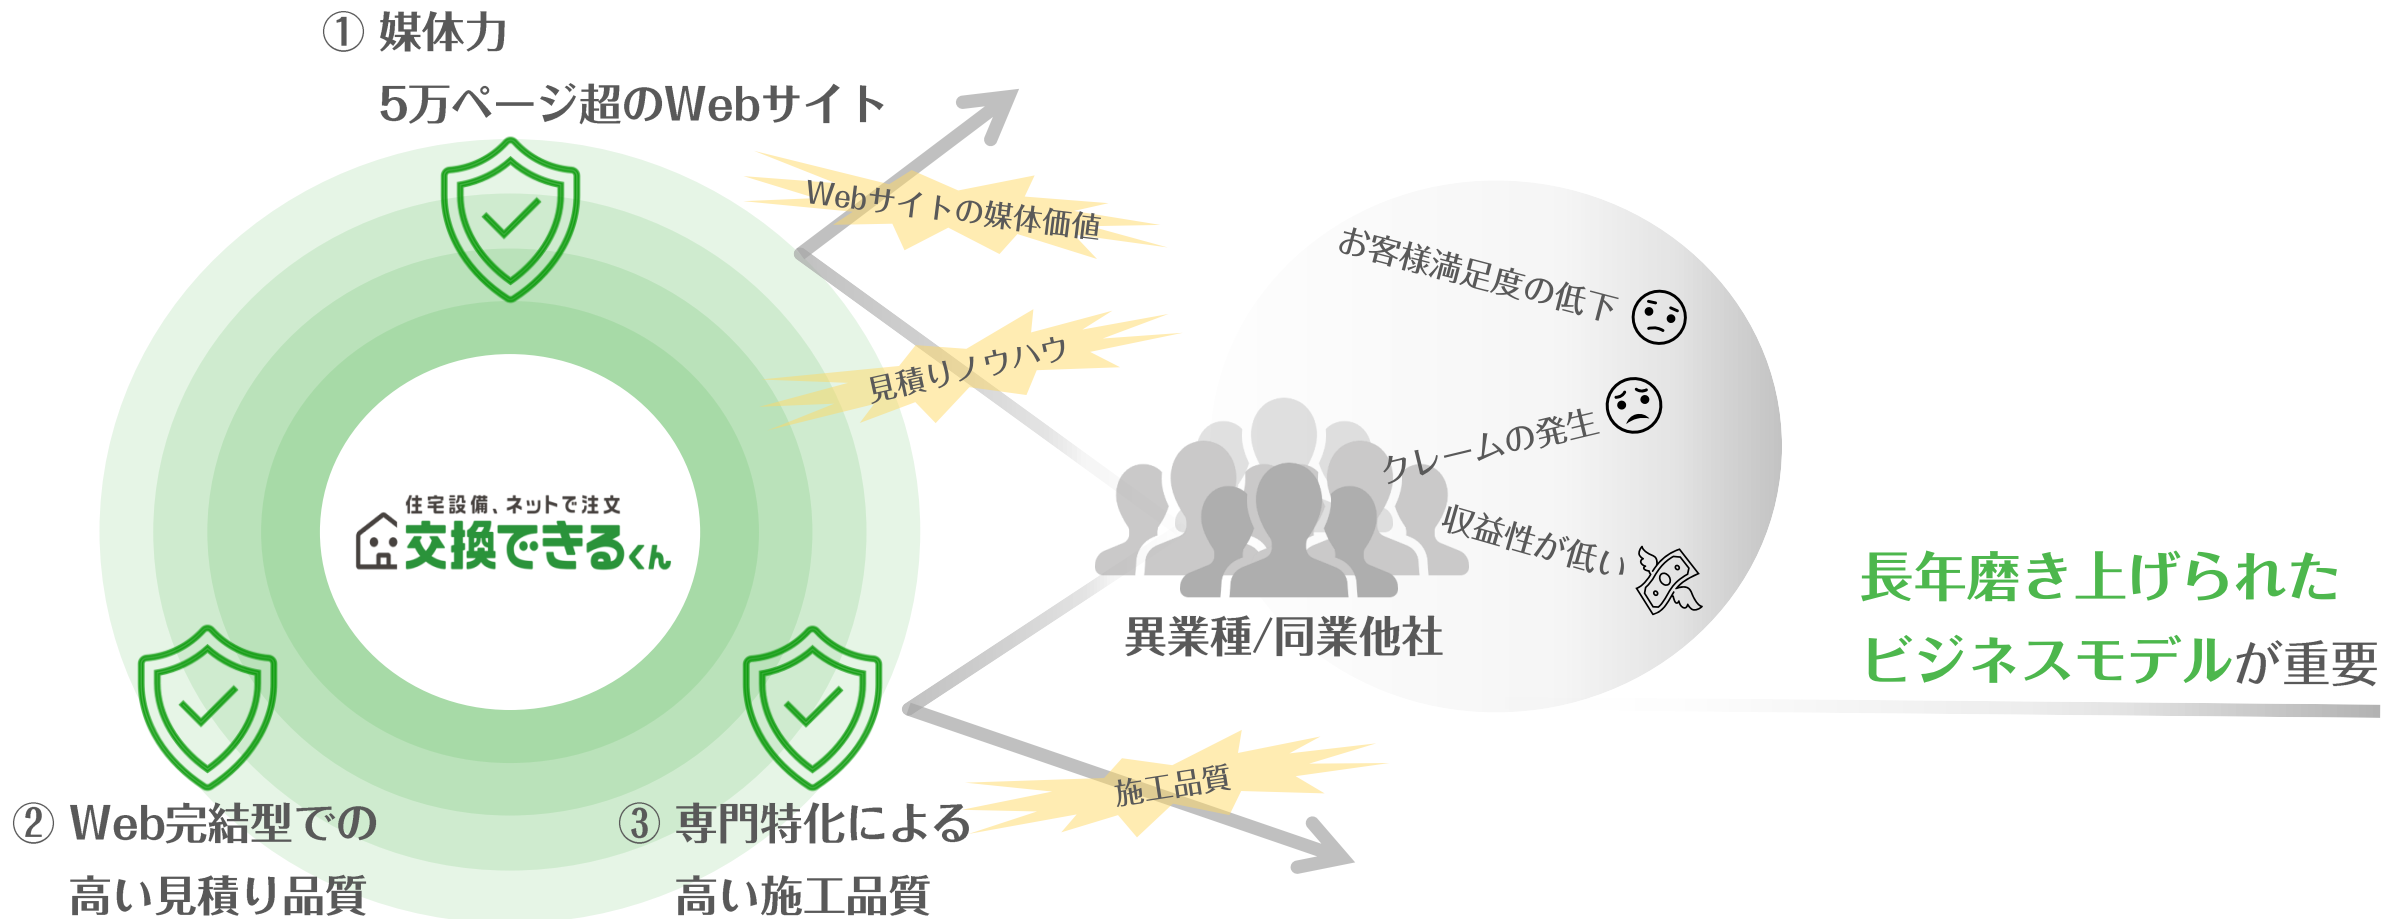 ① 媒体力
5万ページ超のWebサイト
Webサイトの媒体価値
見積りノウハウ
お客様満足度の低下
クレームの発生
収益性が低い
住宅設備、ネットで注文
交換できるくん
異業種/同業他社
長年磨き上げられた
ビジネスモデルが重要
施工品質
② Web完結型での
高い見積り品質
③ 専門特化による
高い施工品質